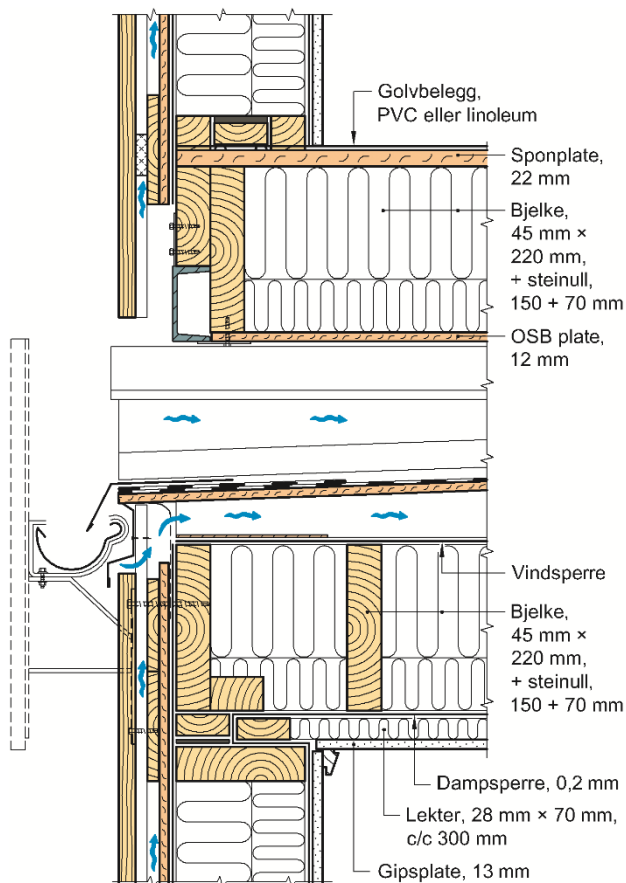 Golvbelegg,
PVC eller linoleum
Sponplate,
22 mm
Bjelke,
45 mm ×
220 mm,
+ steinull,
150 + 70 mm
OSB plate,
12 mm
Vindsperre
Bjelke,
45 mm ×
220 mm,
+ steinull,
150 + 70 mm
Dampsperre, 0,2 mm
Lekter, 28 mm × 70 mm,
c/c 300 mm
Gipsplate, 13 mm